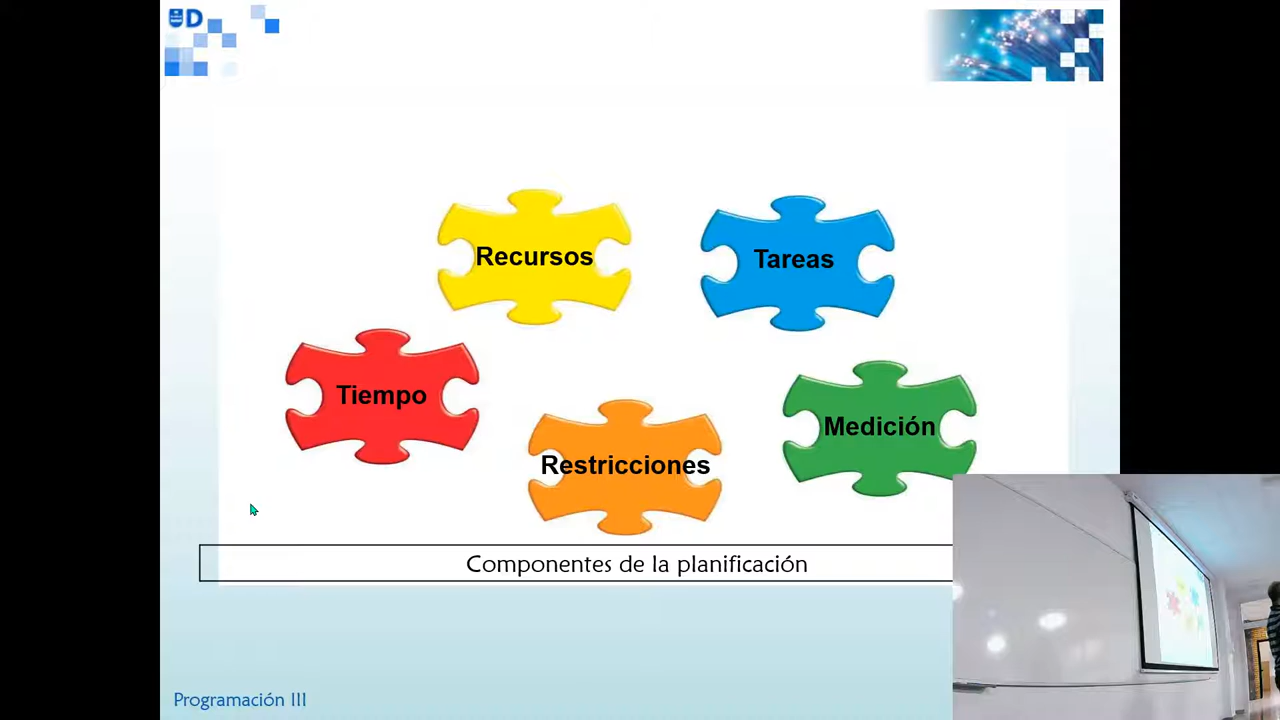 D
Recursos
Tareas
Tiempo
Medición
Restricciones
Componentes de la planificación
Programación III